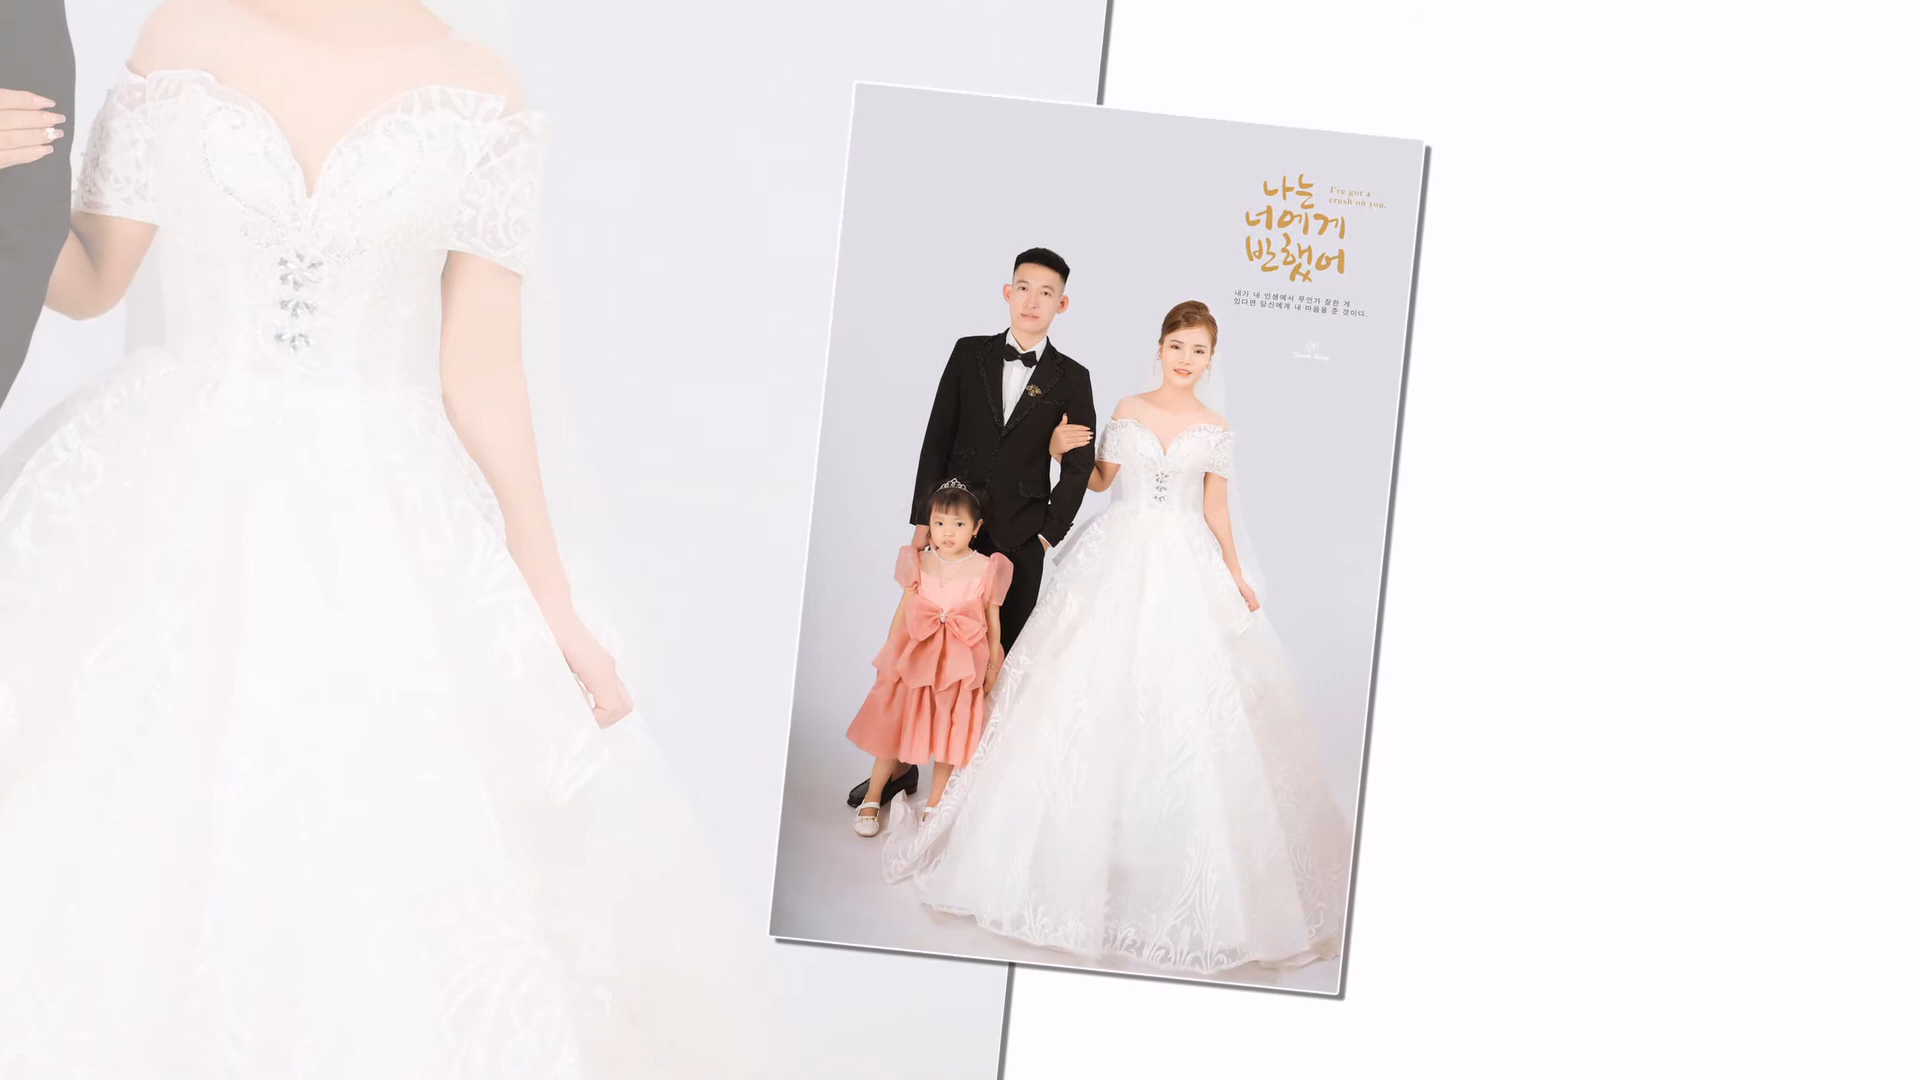 나는
너에게
반했어
I've got a
crush on you.
내가 내 인생에서 무언가 잘한 게
있다면 당신에게 내 마음을 준 것이다.